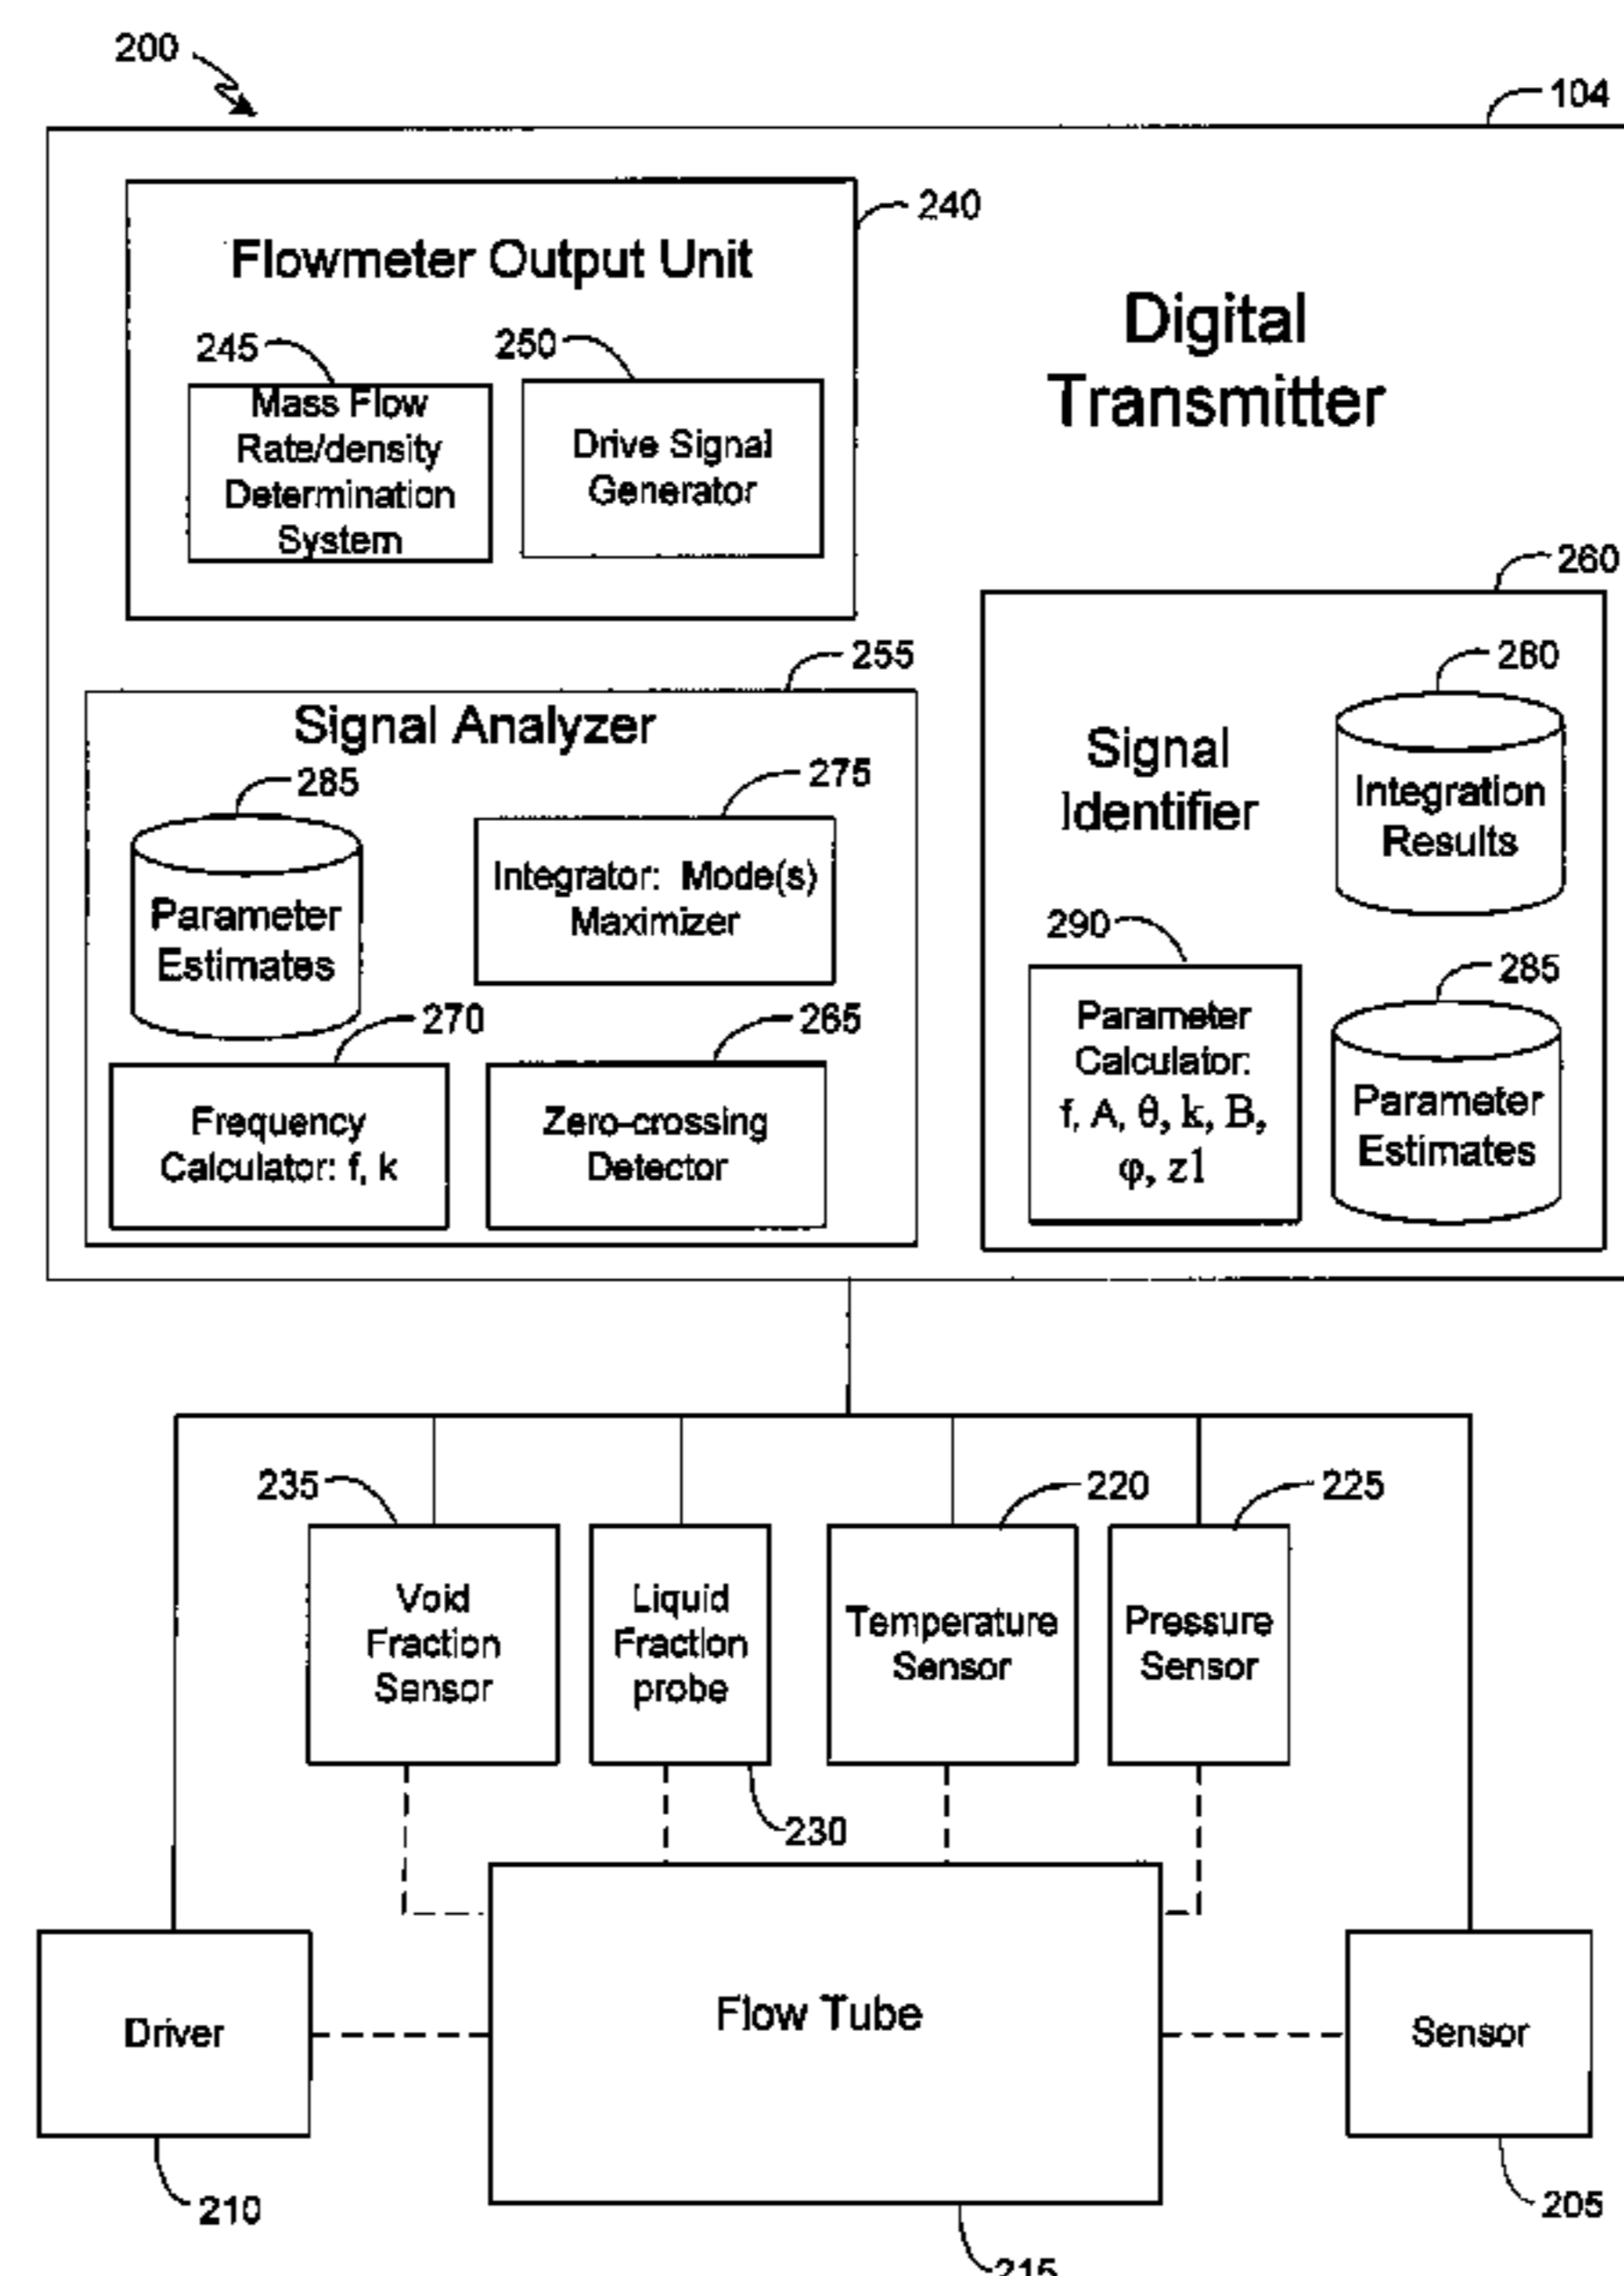 200
104
240
Flowmeter Output Unit
245
250
Mass Flow
Rate/density
Determination
System
Drive Signal
Generator
Digital
Transmitter
260
255
Signal Analyzer
285
275
Parameter
Estimates
Integrator: Mode(s)
Maximizer
270
265
Frequency
Calculator: f, k
Zero-crossing
Detector
Signal
Identifier
280
Integration
Results
290
285
Parameter
Calculator:
f, A, θ, k, B,
φ, z1
Parameter
Estimates
235
220
225
Void
Fraction
Sensor
Liquid
Fraction
probe
Temperature
Sensor
Pressure
Sensor
230
Driver
Flow Tube
Sensor
210
205
215